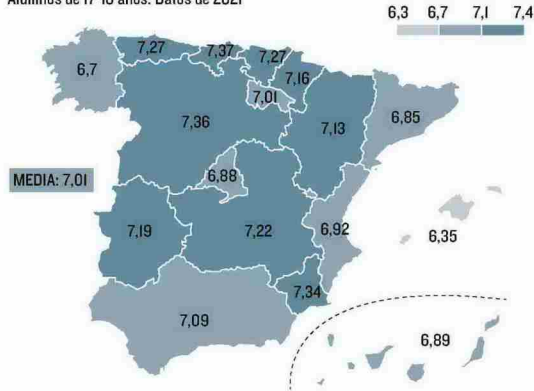 Alumnos de 17-18 años. Datos de 2021
6,3 6,7 7,1 7,4
7,27 7,37 7,27
6,7 7,16
7,01
7,36 7,13 6,85
6,88
MEDIA: 7,01
7,19 7,22 6,92 6,35
7,34
7,09
6,89